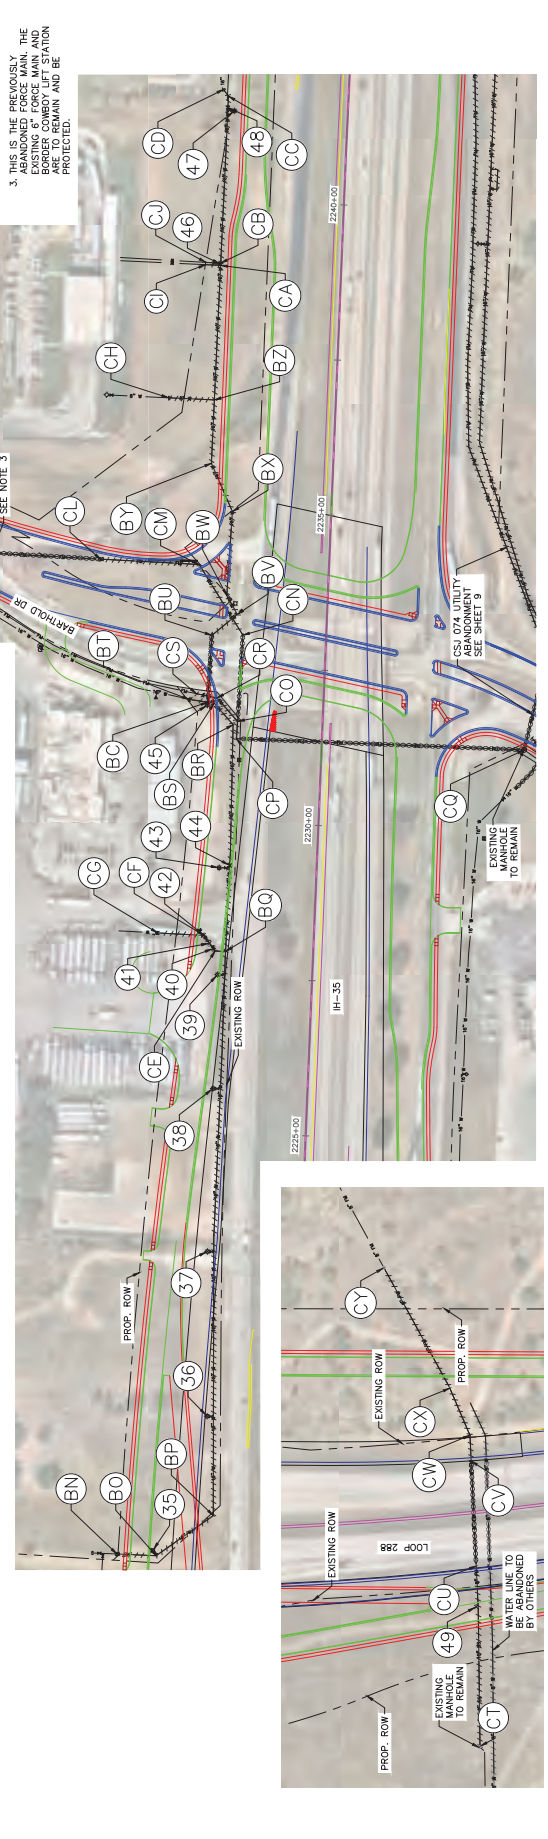 3. THIS IS THE PREVIOUSLY
ABANDONED FORCE MAIN. THE
EXISTING 6" FORCE MAIN AND
BORDER COWBOY LIFT STATION
ARE TO REMAIN AND BE
PROTECTED.
CD
47
48
CC
CJ
46
CI
CB
CA
2240+00
CH
BZ
SEE NOTE 3
CL
BY
CM
BW
BX
2235+00
BARTHOLD DR
BU
BV
BT
CS
CN
CR
CO
CSJ 074 UTILITY
ABANDONMENT
SEE SHEET 9
BC
45
BS
BR
CP
43
44
2230+00
CQ
EXISTING
MANHOLE
TO REMAIN
CG
CF
42
BQ
41
40
39
EXISTING ROW
IH-35
CE
38
2225+00
37
PROP. ROW
36
BP
BN
BO
35
CY
EXISTING ROW
PROP. ROW
CX
CW
CV
LOOP 288
EXISTING ROW
CU
49
WATER LINE TO
BE ABANDONED
BY OTHERS
EXISTING
MANHOLE
TO REMAIN
CT
PROP. ROW